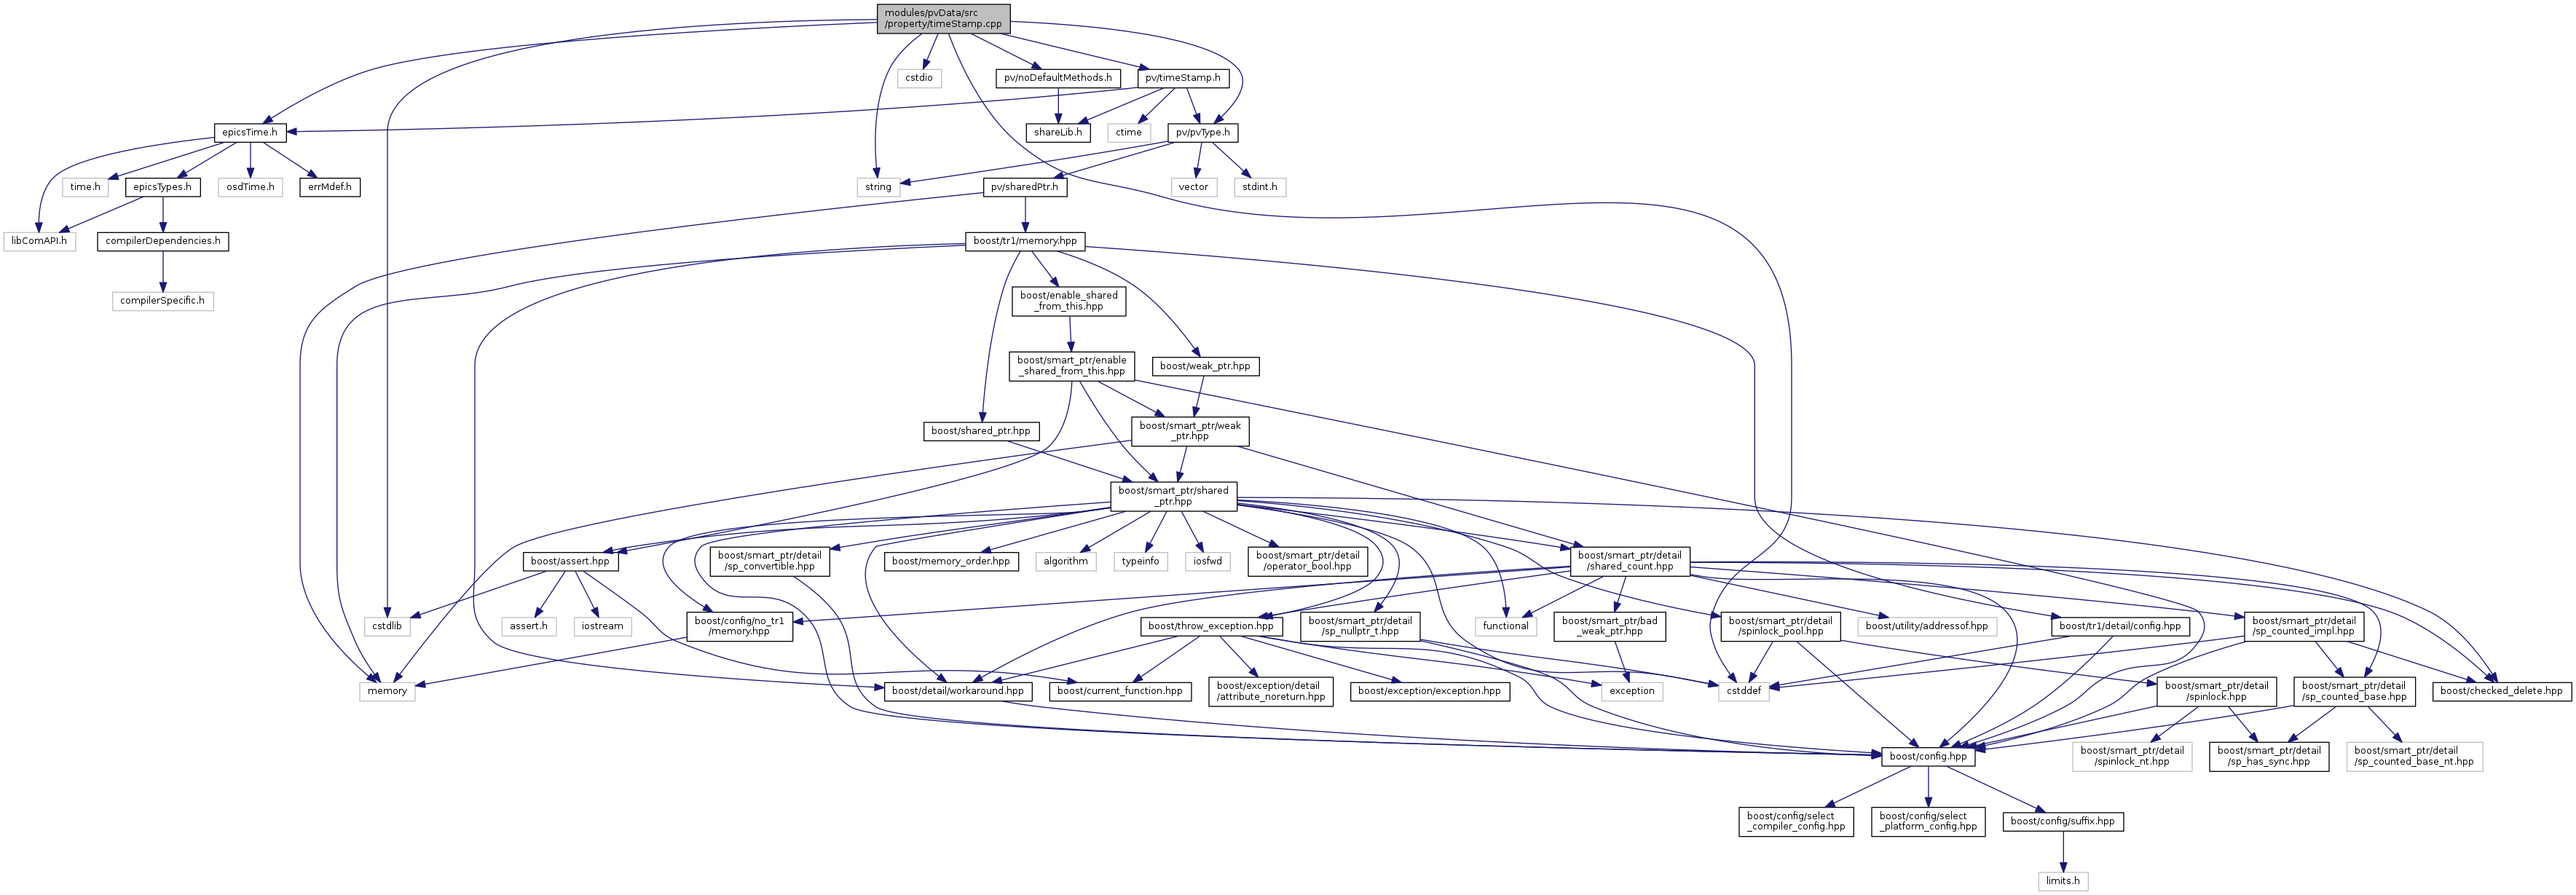 modules/pvData/src
/property/timeStamp.cpp
cstdio
pv/noDefaultMethods.h
pv/timeStamp.h
epicsTime.h
shareLib.h
ctime
pv/pvType.h
time.h
epicsTypes.h
osdTime.h
errMdef.h
string
pv/sharedPtr.h
vector
stdint.h
libComAPI.h
compilerDependencies.h
boost/tr1/memory.hpp
compilerSpecific.h
boost/enable_shared
_from_this.hpp
boost/smart_ptr/enable
_shared_from_this.hpp
boost/weak_ptr.hpp
boost/shared_ptr.hpp
boost/smart_ptr/weak
_ptr.hpp
boost/smart_ptr/shared
_ptr.hpp
boost/assert.hpp
boost/smart_ptr/detail
/sp_convertible.hpp
boost/memory_order.hpp
algorithm
typeinfo
iosfwd
boost/smart_ptr/detail
/operator_bool.hpp
boost/smart_ptr/detail
/shared_count.hpp
cstdlib
assert.h
iostream
boost/config/no_tr1
/memory.hpp
boost/throw_exception.hpp
boost/smart_ptr/detail
/sp_nullptr_t.hpp
functional
boost/smart_ptr/bad
_weak_ptr.hpp
boost/smart_ptr/detail
/spinlock_pool.hpp
boost/utility/addressof.hpp
boost/tr1/detail/config.hpp
boost/smart_ptr/detail
/sp_counted_impl.hpp
memory
boost/detail/workaround.hpp
boost/current_function.hpp
boost/exception/detail
/attribute_noreturn.hpp
boost/exception/exception.hpp
exception
cstddef
boost/smart_ptr/detail
/spinlock.hpp
boost/smart_ptr/detail
/sp_counted_base.hpp
boost/checked_delete.hpp
boost/config.hpp
boost/smart_ptr/detail
/spinlock_nt.hpp
boost/smart_ptr/detail
/sp_has_sync.hpp
boost/smart_ptr/detail
/sp_counted_base_nt.hpp
boost/config/select
_compiler_config.hpp
boost/config/select
_platform_config.hpp
boost/config/suffix.hpp
limits.h